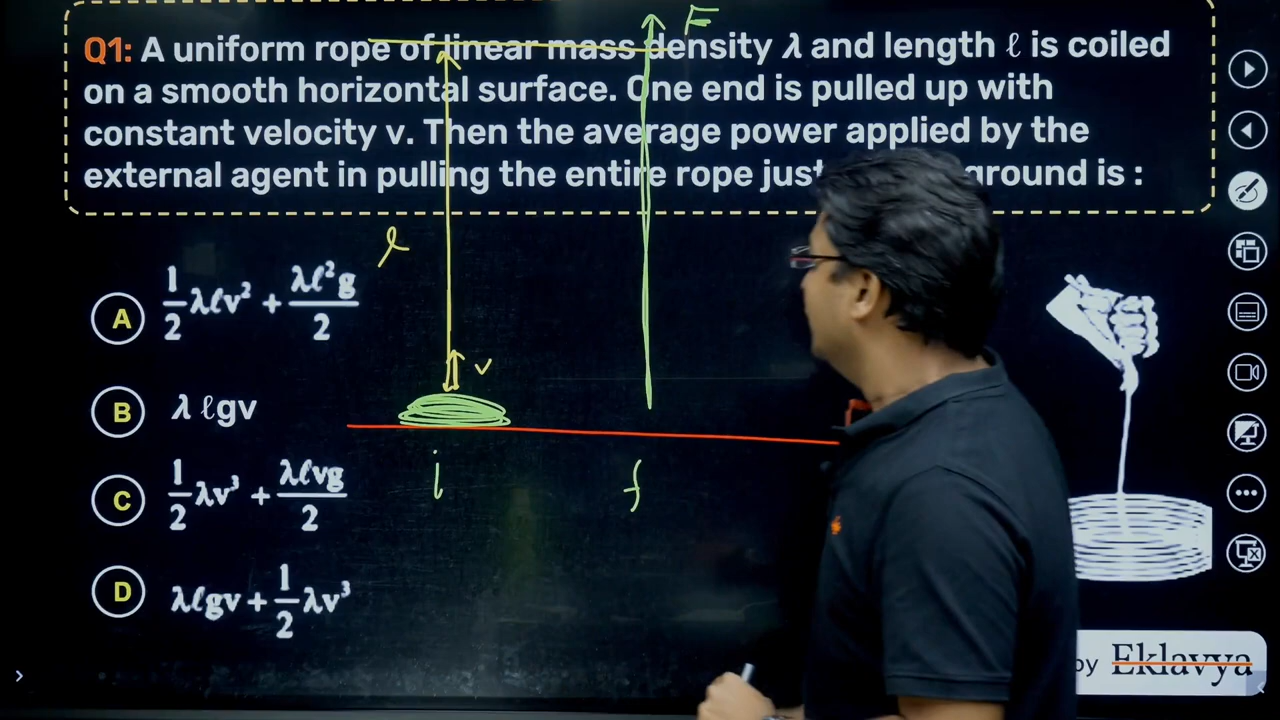 F
Q1: A uniform rope of linear mass density λ and length ℓ is coiled
on a smooth horizontal surface. One end is pulled up with
constant velocity v. Then the average power applied by the
external agent in pulling the entire rope just ground is :
ℓ
A 1/2 λℓv² + λℓ²g/2
v
B λ ℓgv
C 1/2 λv³ + λℓvg/2
i f
D λℓgv + 1/2 λv³
by Eklavya